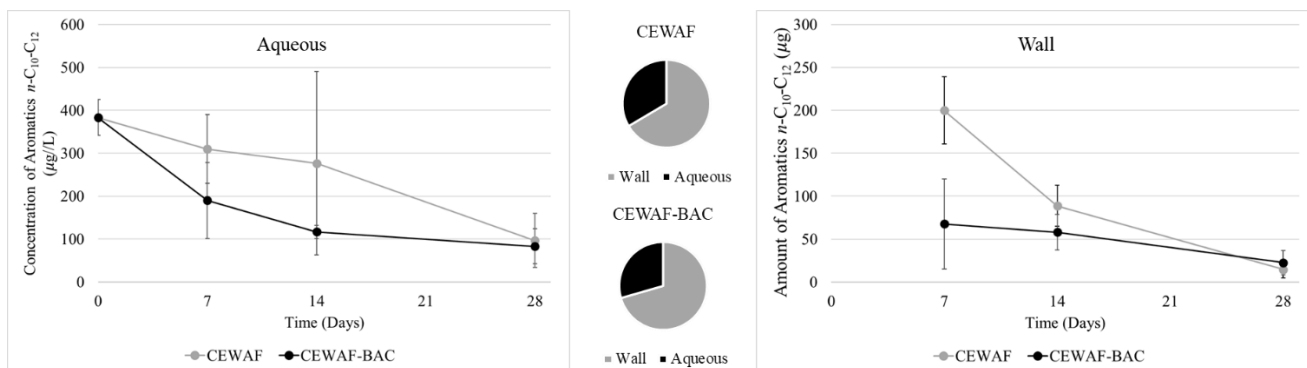 Aqueous
Concentration of Aromatics n-C10-C12
(µg//L)
600
500
400
300
200
100
0
0 7 14 21 28
Time (Days)
CEWAF CEWAF-BAC
CEWAF
Wall Aqueous
CEWAF-BAC
Wall Aqueous
Wall
Amount of Aromatics n-C10-C12 (µg)
300
250
200
150
100
50
0
0 7 14 21 28
Time (Days)
CEWAF CEWAF-BAC